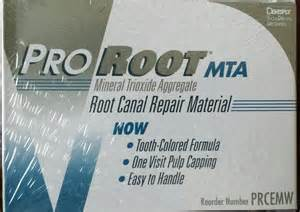 DENTSPLY
PROROOT® MTA
Mineral Trioxide Aggregate
Root Canal Repair Material
NOW
• Tooth-Colored Formula
• One Visit Pulp Capping
• Easy to Handle
Reorder Number PRCEMW